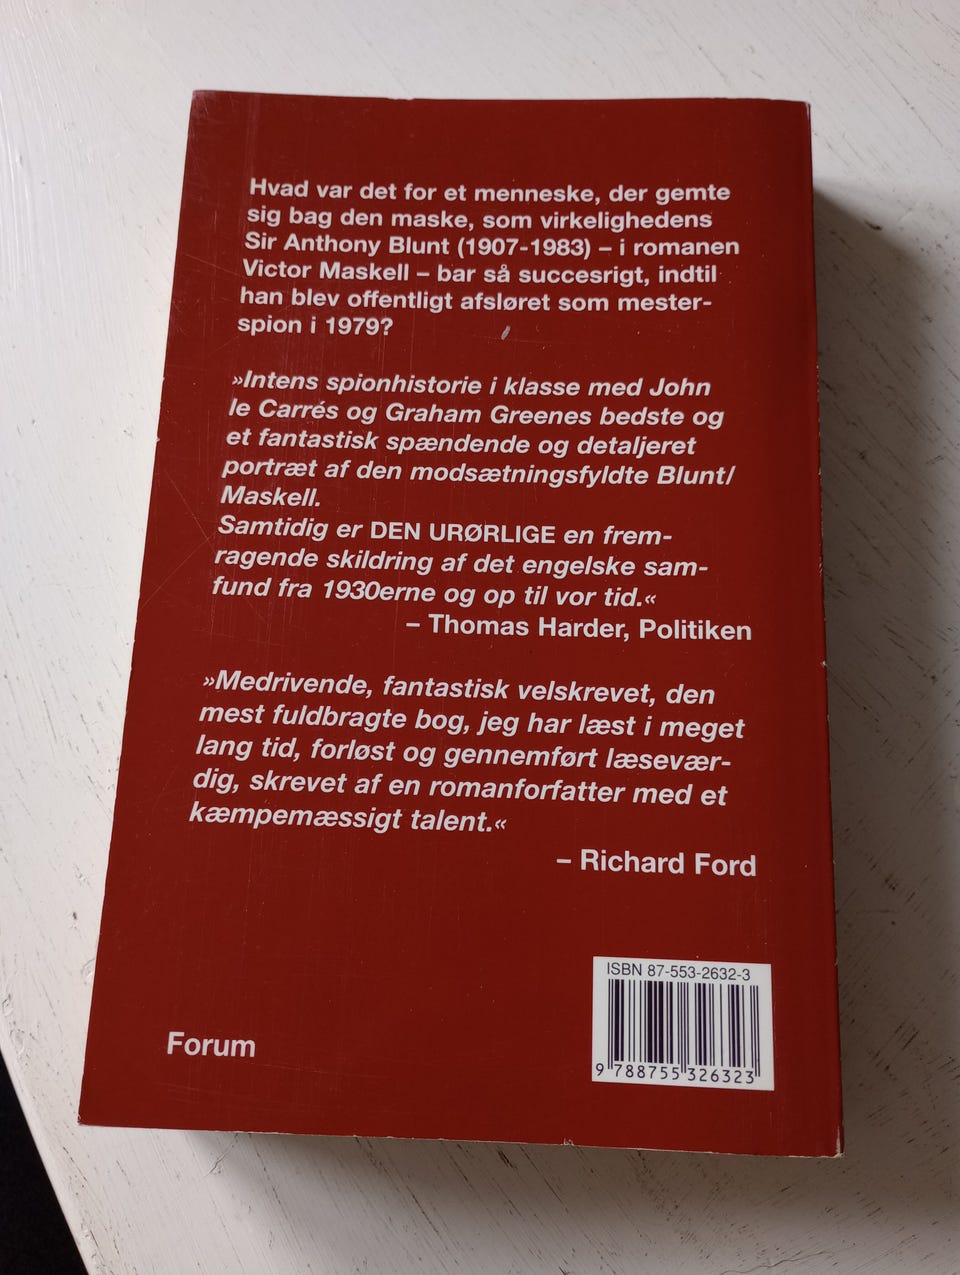 Hvad var det for et menneske, der gemte
sig bag den maske, som virkelighedens
Sir Anthony Blunt (1907-1983) – i romanen
Victor Maskell – bar så succesrigt, indtil
han blev offentligt afsløret som mester-
spion i 1979?
»Intens spionhistorie i klasse med John
le Carrés og Graham Greenes bedste og
et fantastisk spændende og detaljeret
portræt af den modsætningsfyldte Blunt/
Maskell.
Samtidig er DEN URØRLIGE en frem-
ragende skildring af det engelske sam-
fund fra 1930erne og op til vor tid.«
– Thomas Harder, Politiken
»Medrivende, fantastisk velskrevet, den
mest fuldbragte bog, jeg har læst i meget
lang tid, forløst og gennemført læsevær-
dig, skrevet af en romanforfatter med et
kæmpemæssigt talent.«
– Richard Ford
ISBN 87-553-2632-3
9 788755 326323
Forum